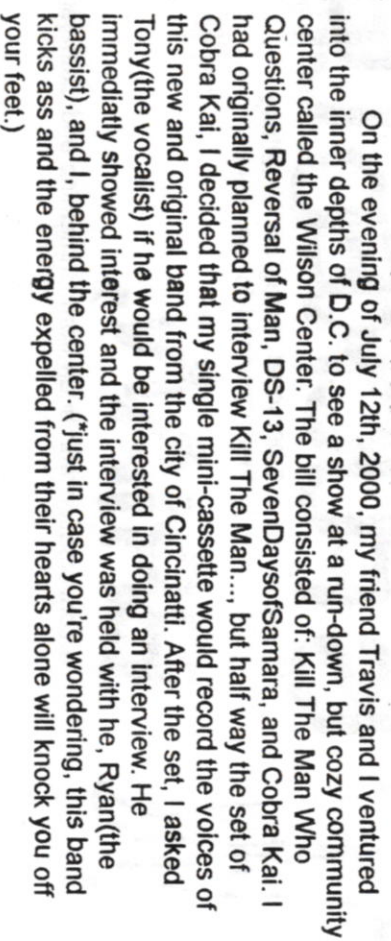 On the evening of July 12th, 2000, my friend Travis and I ventured
into the inner depths of D.C. to see a show at a run-down, but cozy community
center called the Wilson Center. The bill consisted of: Kill The Man Who
Questions, Reversal of Man, DS-13, SevenDaysofSamara, and Cobra Kai. I
had originally planned to interview Kill The Man..., but half way the set of
Cobra Kai, I decided that my single mini-cassette would record the voices of
this new and original band from the city of Cincinatti. After the set, I asked
Tony(the vocalist) if he would be interested in doing an interview. He
immediatly showed interest and the interview was held with he, Ryan(the
bassist), and I, behind the center. (*just in case you're wondering, this band
kicks ass and the energy expelled from their hearts alone will knock you off
your feet.)